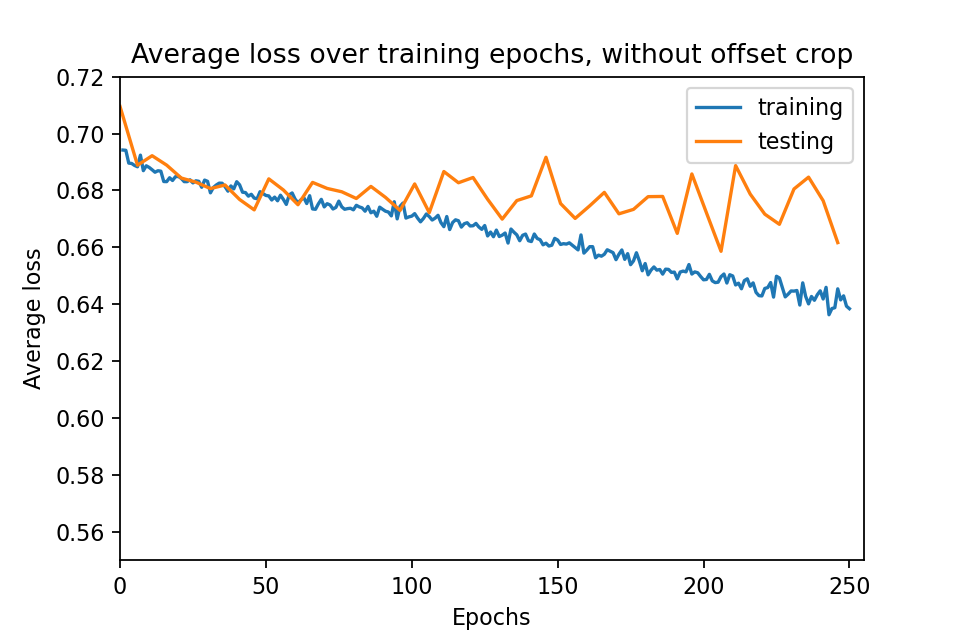 Average loss over training epochs, without offset crop
0.72
0.70
0.68
0.66
0.64
0.62
0.60
0.58
0.56
Average loss
training
testing
0 50 100 150 200 250
Epochs